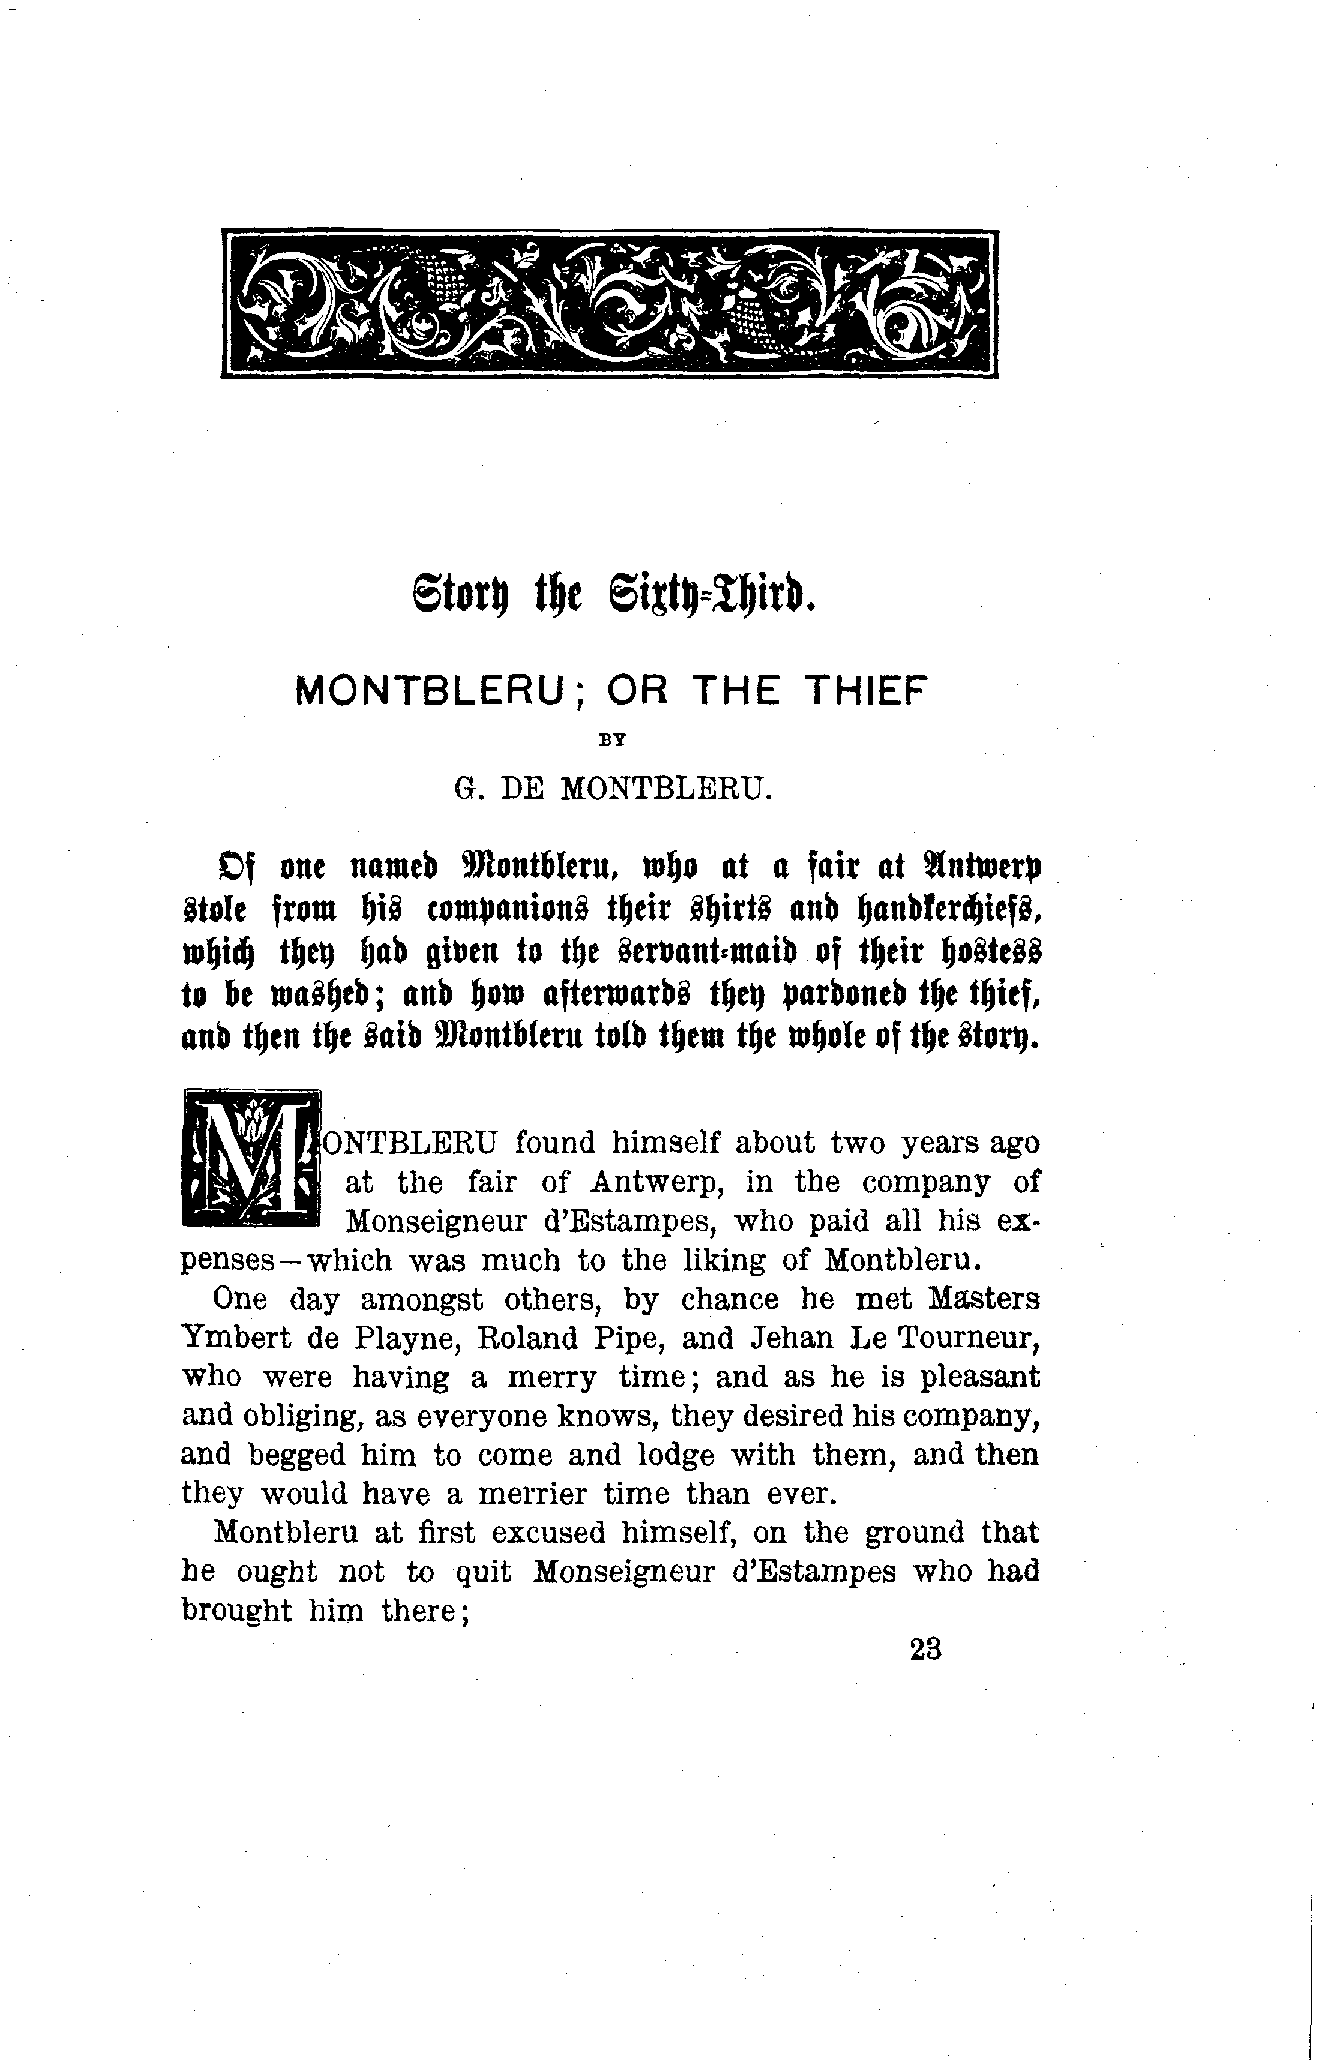 Story the Sixty-Third.
MONTBLERU; OR THE THIEF
BY
G. DE MONTBLERU.
Of one named Montbleru, who at a fair at Antwerp
stole from his companions their shirts and handkerchiefs,
which they had given to the servant-maid of their hostess
to be washed; and how afterwards they pardoned the thief,
and then the said Montbleru told them the whole of the story.
MONTBLERU found himself about two years ago
at the fair of Antwerp, in the company of
Monseigneur d'Estampes, who paid all his ex-
penses—which was much to the liking of Montbleru.
One day amongst others, by chance he met Masters
Ymbert de Playne, Roland Pipe, and Jehan Le Tourneur,
who were having a merry time; and as he is pleasant
and obliging, as everyone knows, they desired his company,
and begged him to come and lodge with them, and then
they would have a merrier time than ever.
Montbleru at first excused himself, on the ground that
he ought not to quit Monseigneur d'Estampes who had
brought him there;
23